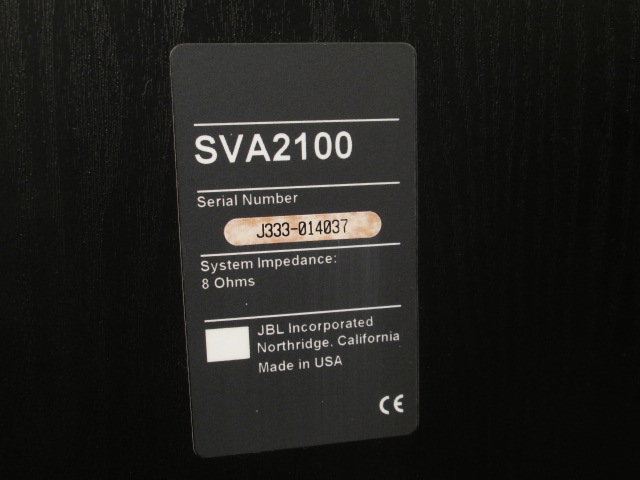 SVA2100
Serial Number
J333-014037
System Impedance:
8 Ohms
JBL Incorporated
Northridge, California
Made in USA
CE